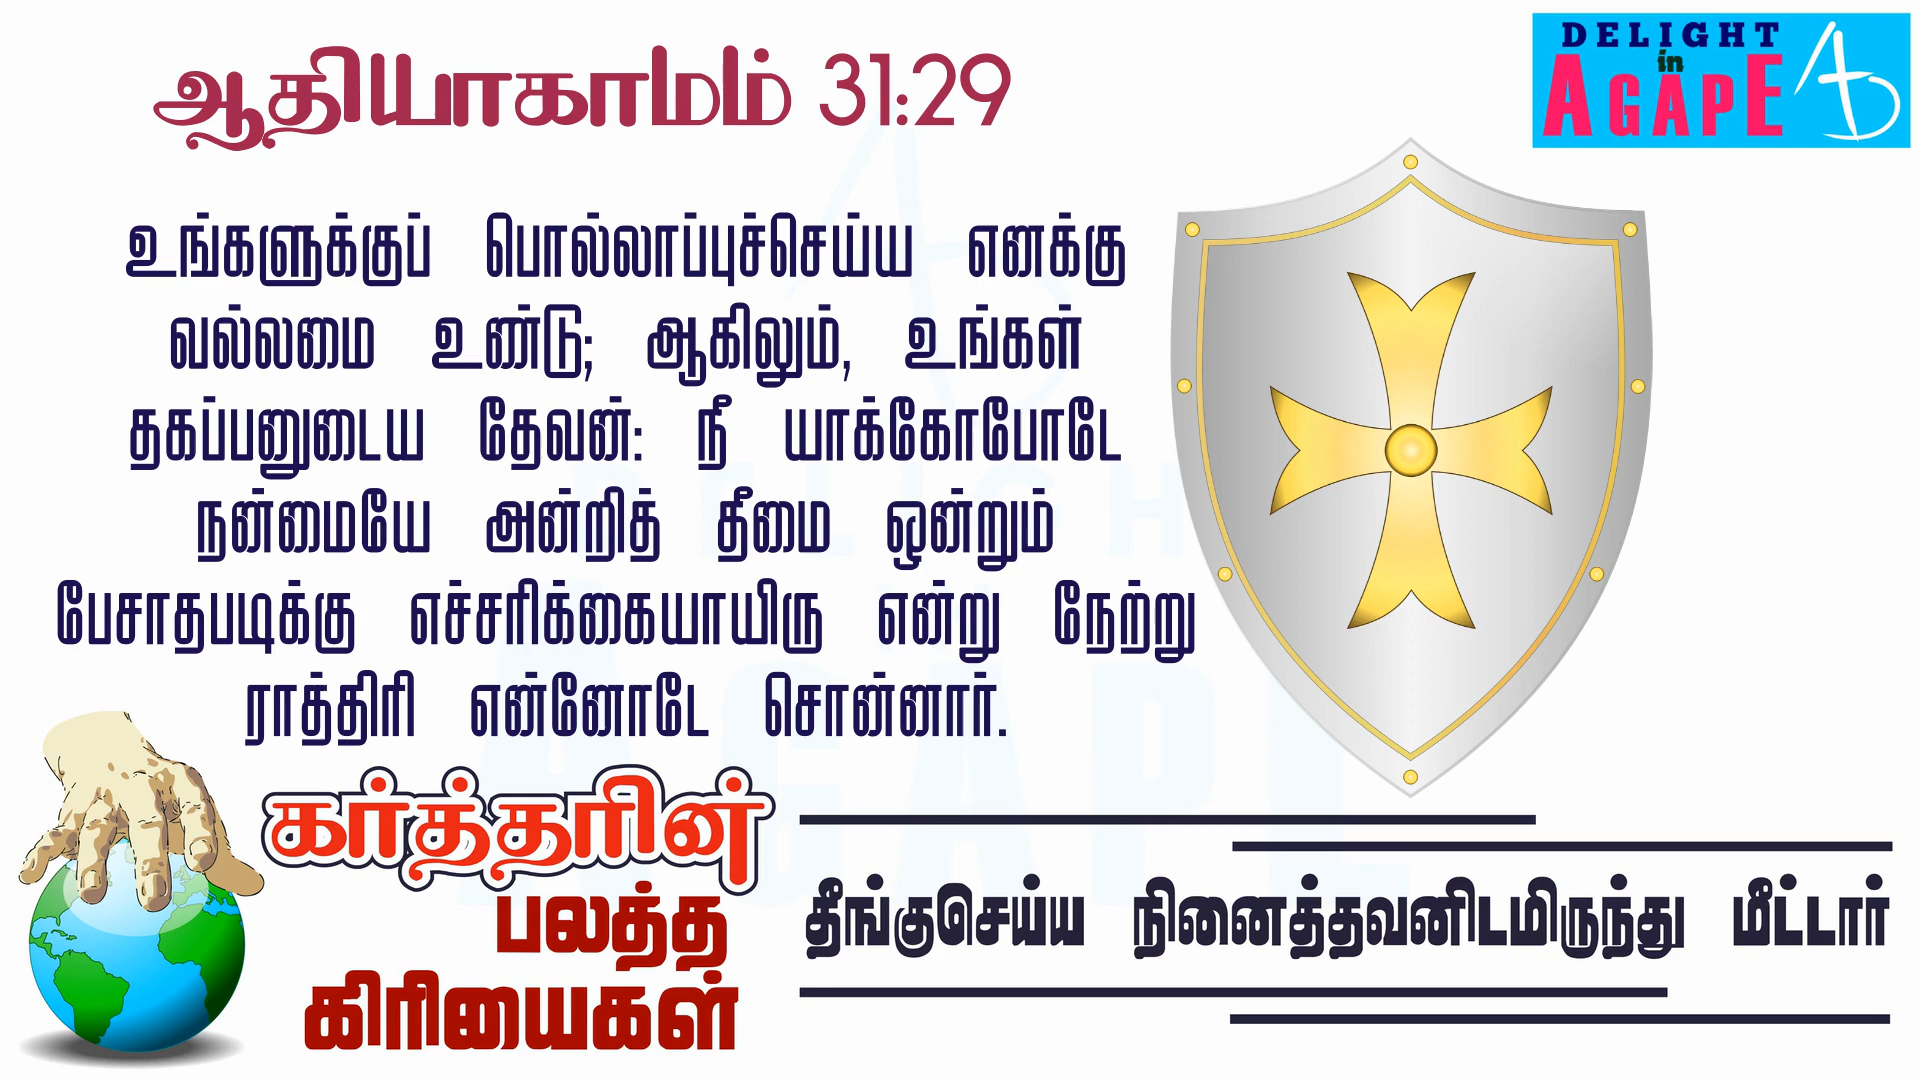 ஆதியாகாமம் 31:29
DELIGHT
in
AGAPE
உங்களுக்குப் பொல்லாப்புச்செய்ய எனக்கு
வல்லமை உண்டு; ஆகிலும், உங்கள்
தகப்பனுடைய தேவன்: நீ யாக்கோபோடே
நன்மையே அன்றித் தீமை ஒன்றும்
பேசாதபடிக்கு எச்சரிக்கையாயிரு என்று நேற்று
ராத்திரி என்னோடே சொன்னார்.
கர்த்தரின்
பலத்த
கிரியைகள்
தீங்குசெய்ய நினைத்தவனிடமிருந்து மீட்டார்